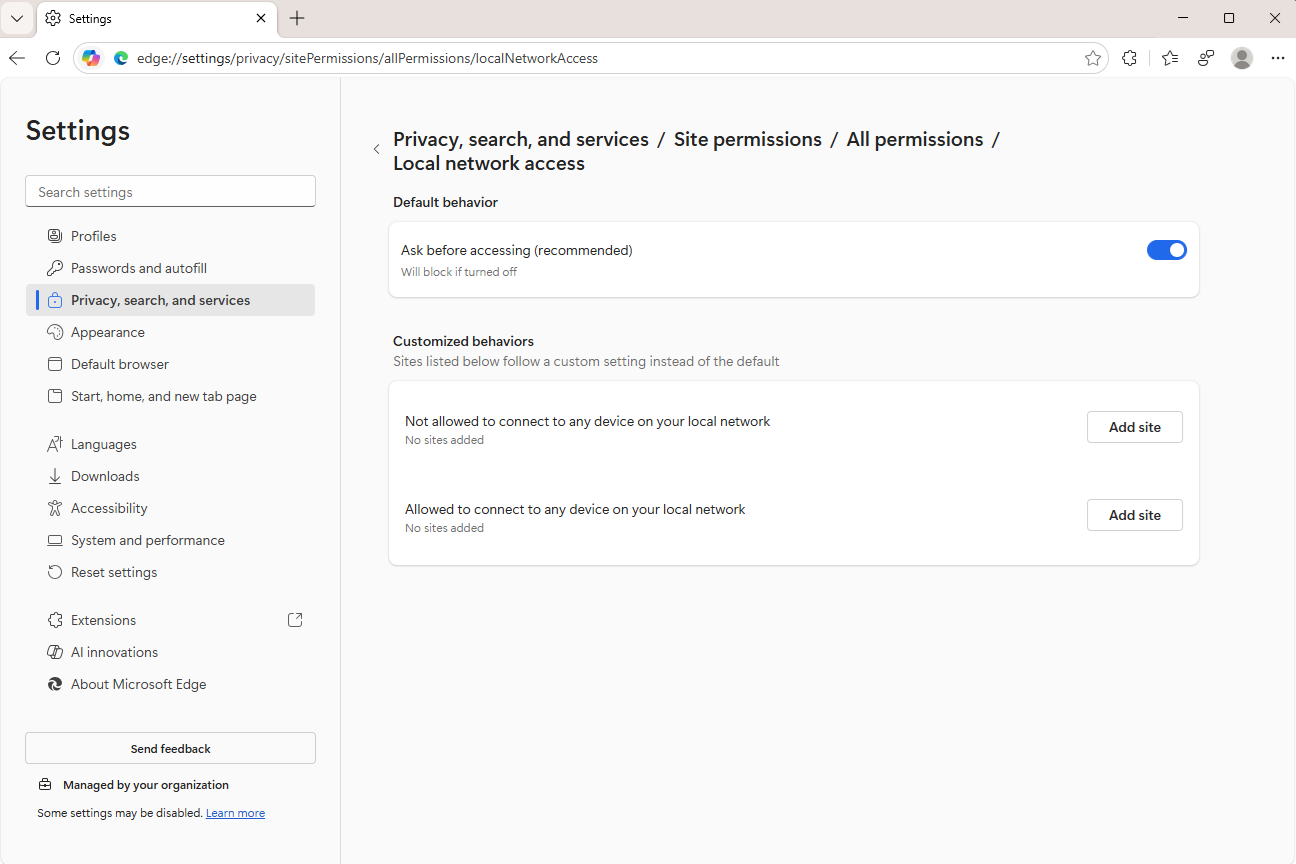 Settings
edge://settings/privacy/sitePermissions/allPermissions/localNetworkAccess
Settings
Search settings
Profiles
Passwords and autofill
Privacy, search, and services
Appearance
Default browser
Start, home, and new tab page
Languages
Downloads
Accessibility
System and performance
Reset settings
Extensions
AI innovations
About Microsoft Edge
Send feedback
Managed by your organization
Some settings may be disabled. Learn more
Privacy, search, and services / Site permissions / All permissions /
Local network access
Default behavior
Ask before accessing (recommended)
Will block if turned off
Customized behaviors
Sites listed below follow a custom setting instead of the default
Not allowed to connect to any device on your local network
No sites added
Add site
Allowed to connect to any device on your local network
No sites added
Add site